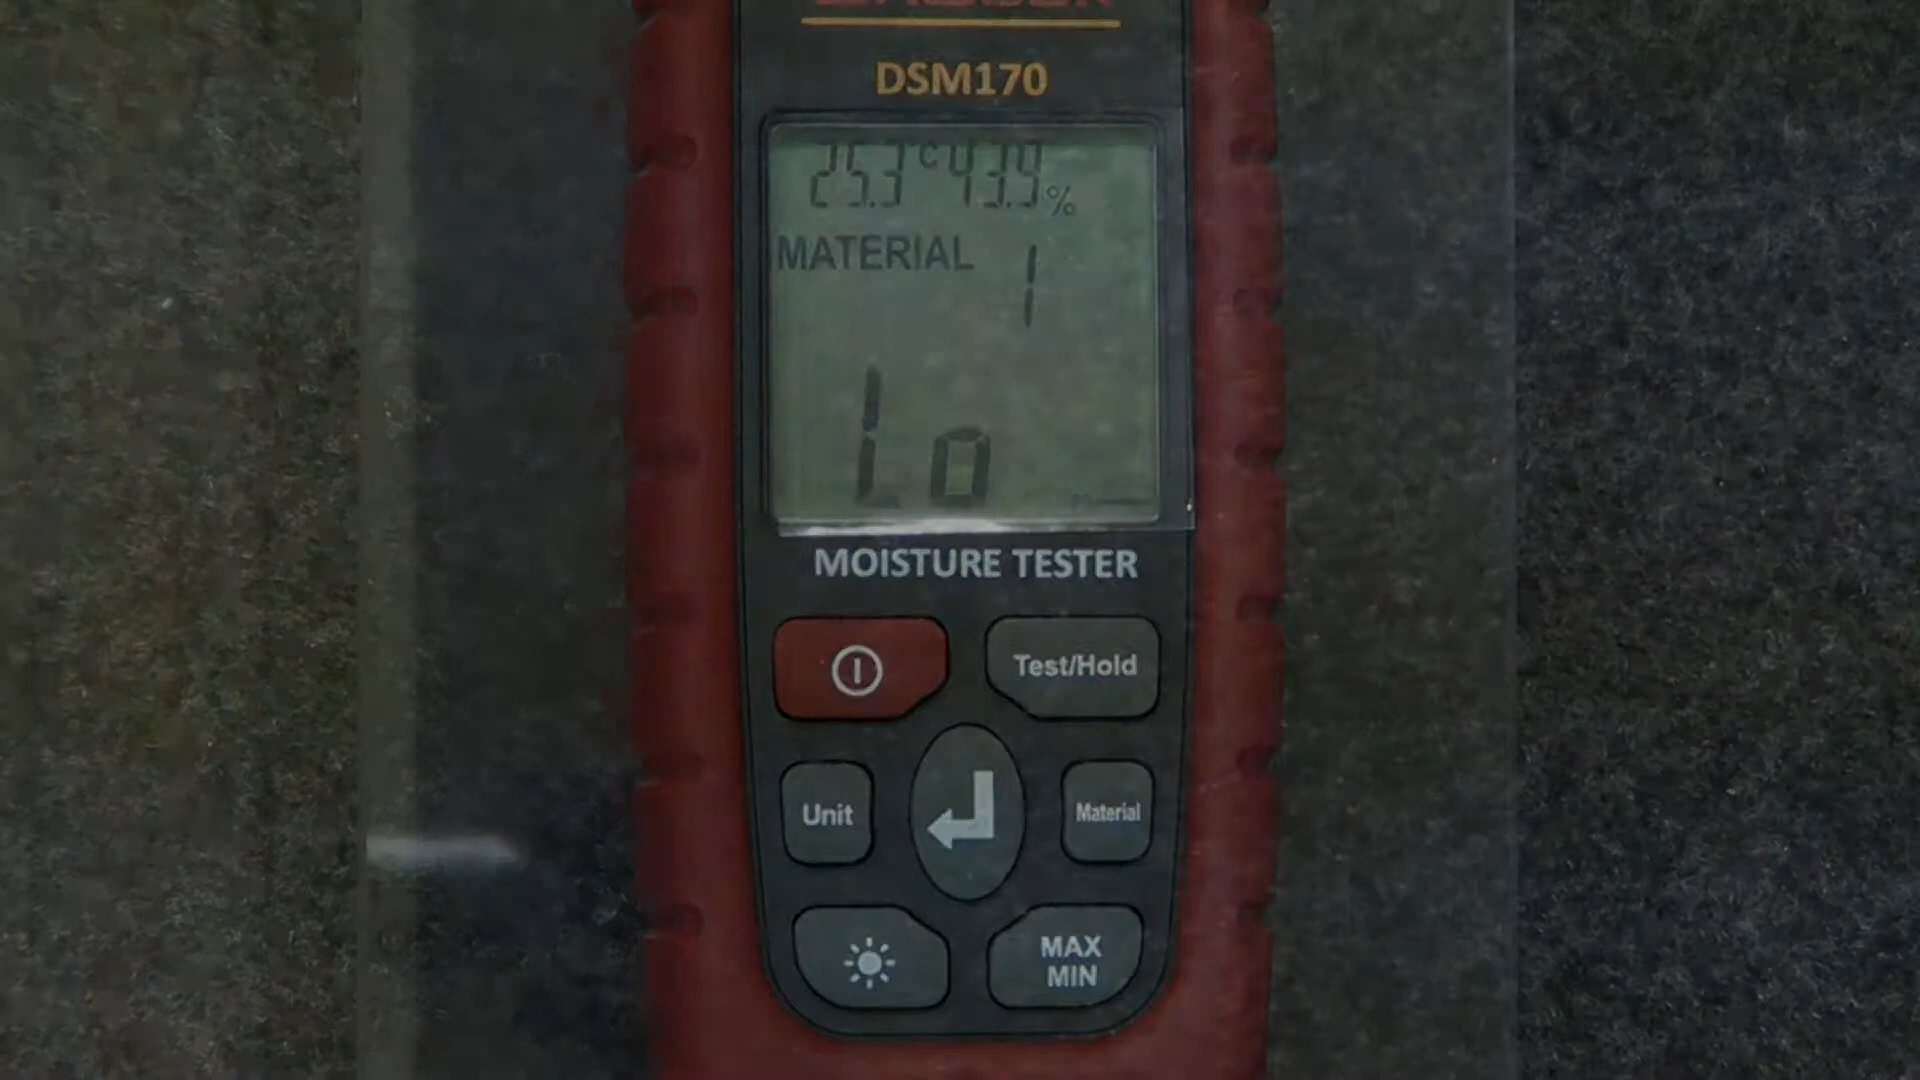 DSM170
25.3 °C 43.9 %
MATERIAL 1
Lo
MOISTURE TESTER
Test/Hold
Unit
Material
MAX
MIN